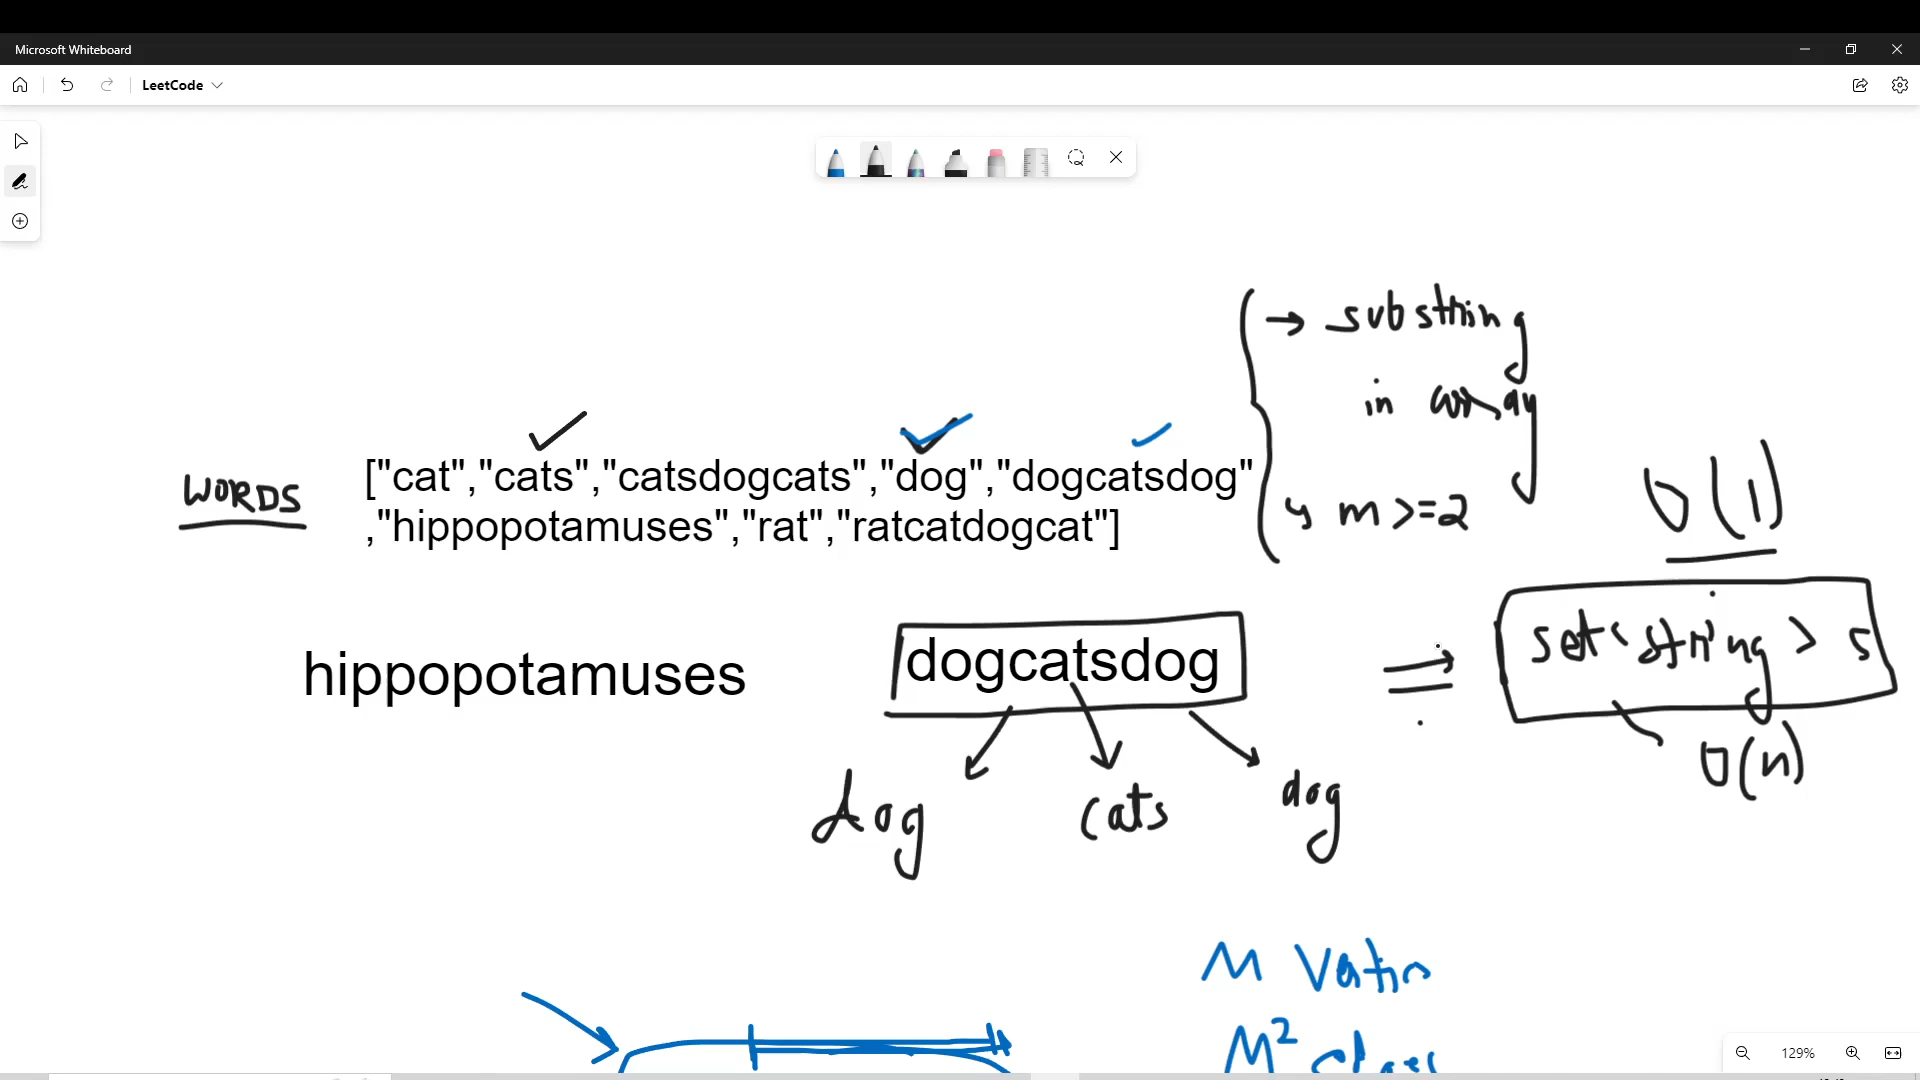 Microsoft Whiteboard
LeetCode
→ substring
in array
WORDS
["cat","cats","catsdogcats","dog","dogcatsdog"
,"hippopotamuses","rat","ratcatdogcat"]
↳ m >=2
O(1)
hippopotamuses
dogcatsdog
set<string> s
O(n)
dog
cats
dog
M
M²
129%